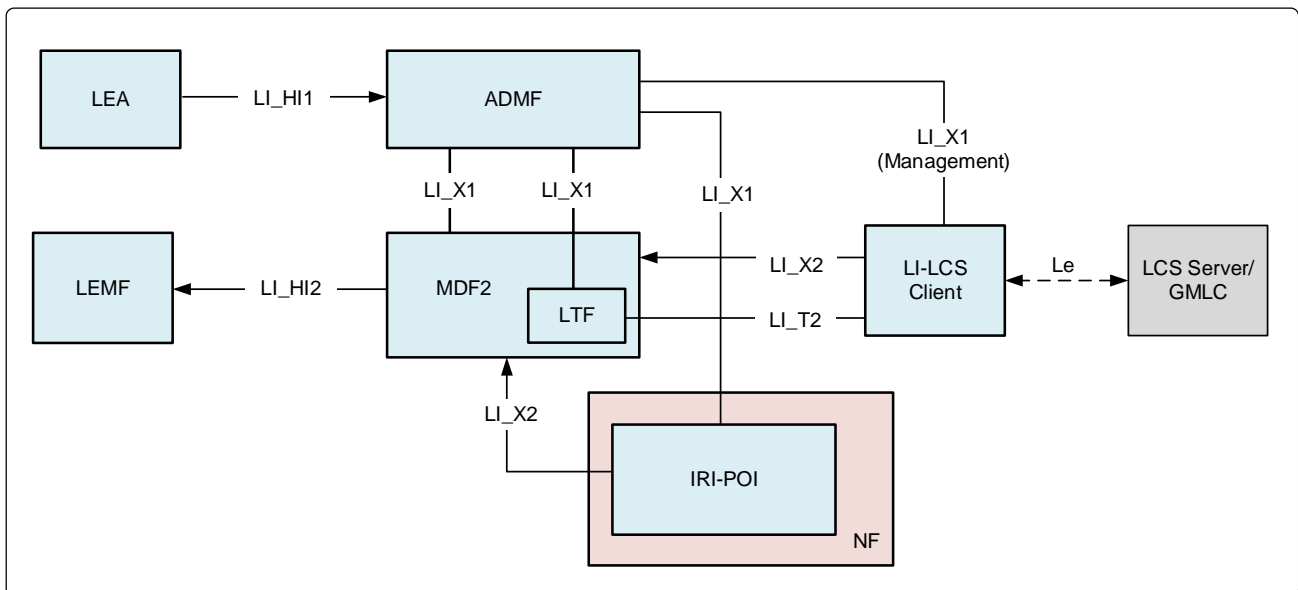 LEA
LI_HI1
ADMF
LI_X1
(Management)
LI_X1
LI_X1
LI_X1
LEMF
LI_HI2
MDF2
LTF
LI_X2
LI_T2
LI-LCS
Client
Le
LCS Server/
GMLC
LI_X2
IRI-POI
NF